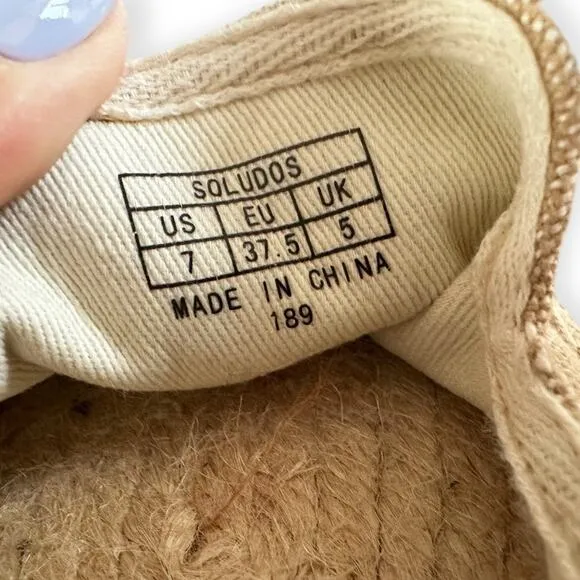 SOLUDOS
US EU UK
7 37.5 5
MADE IN CHINA
189